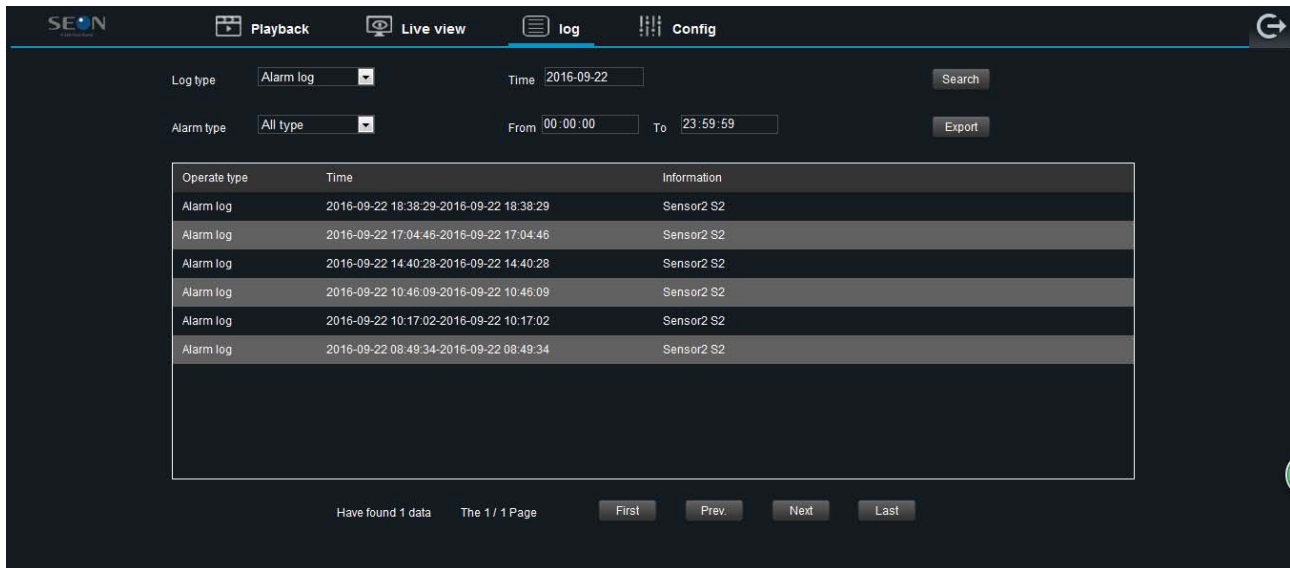 SEON
Playback Live view log Config
Log type Alarm log Time 2016-09-22 Search
Alarm type All type From 00:00:00 To 23:59:59 Export
Operate type Time Information
Alarm log 2016-09-22 18:38:29-2016-09-22 18:38:29 Sensor2 S2
Alarm log 2016-09-22 17:04:46-2016-09-22 17:04:46 Sensor2 S2
Alarm log 2016-09-22 14:40:28-2016-09-22 14:40:28 Sensor2 S2
Alarm log 2016-09-22 10:46:09-2016-09-22 10:46:09 Sensor2 S2
Alarm log 2016-09-22 10:17:02-2016-09-22 10:17:02 Sensor2 S2
Alarm log 2016-09-22 08:49:34-2016-09-22 08:49:34 Sensor2 S2
Have found 1 data The 1 / 1 Page First Prev. Next Last